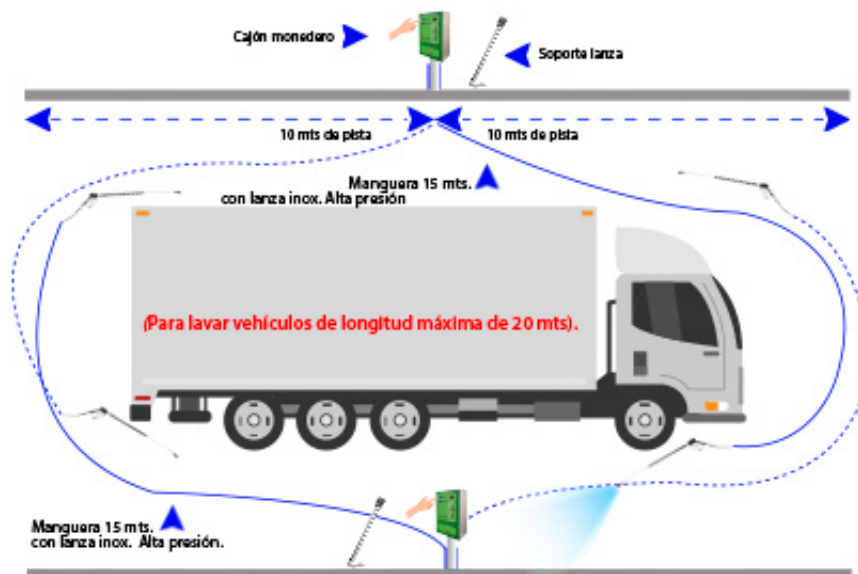 Cajón monedero
Soporte lanza
10 mts de pista
10 mts de pista
Manguera 15 mts.
con lanza inox. Alta presión
(Para lavar vehículos de longitud máxima de 20 mts).
Manguera 15 mts.
con lanza inox. Alta presión.